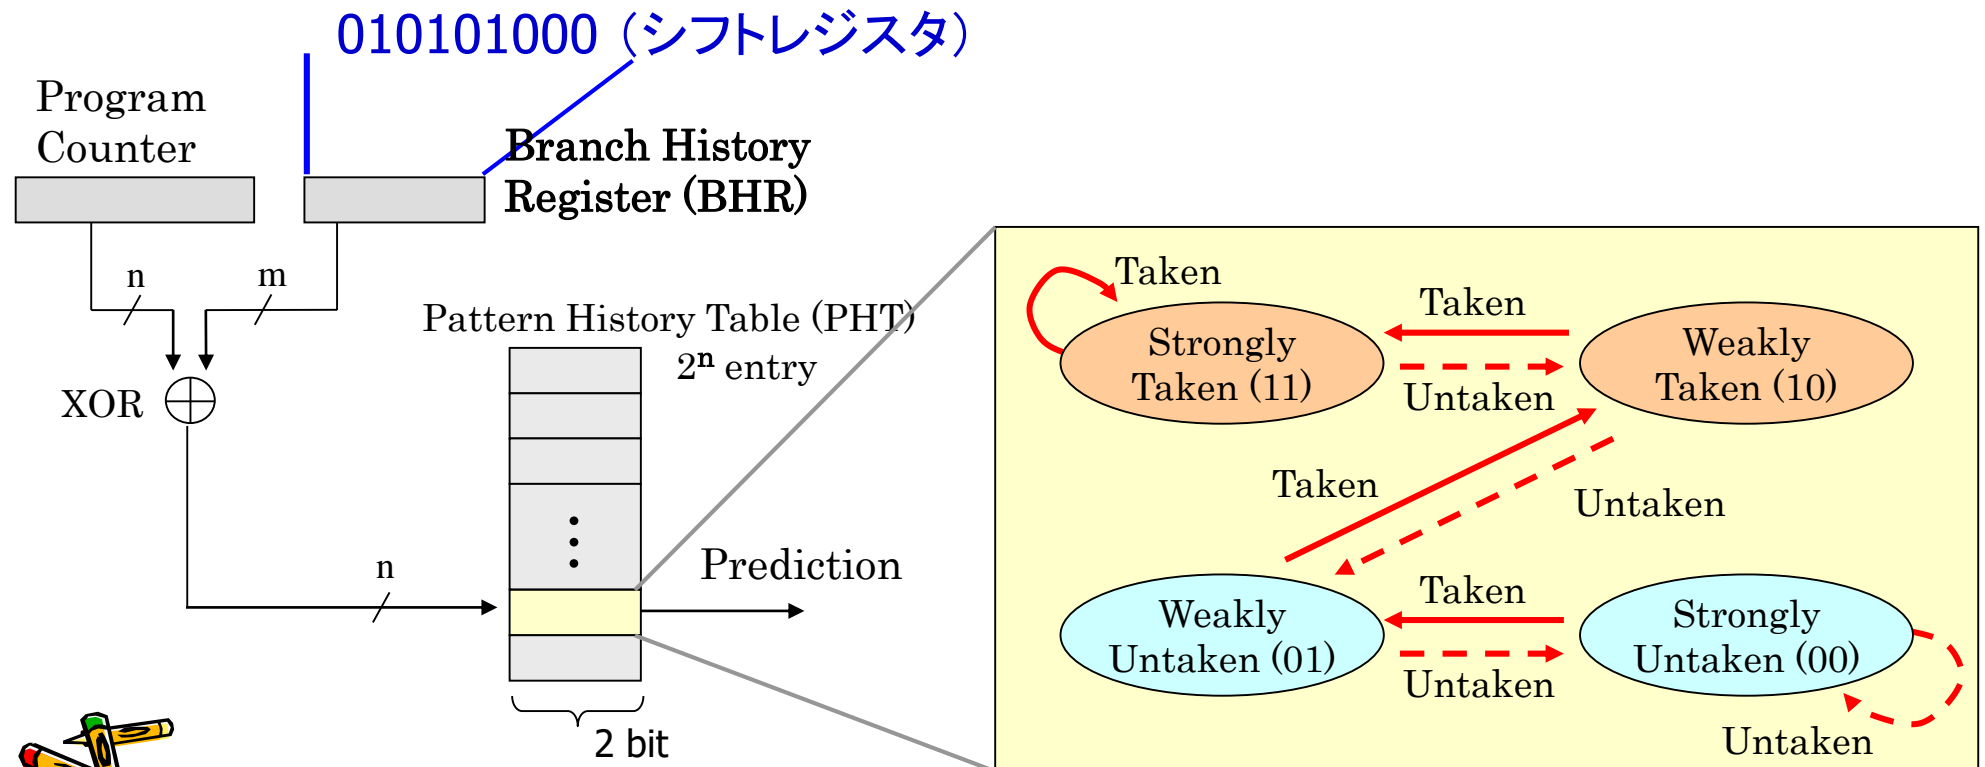 010101000（シフトレジスタ）
Program
Counter
Branch History
Register (BHR)
n
m
XOR
Pattern History Table (PHT)
2ⁿ entry
n
Prediction
2 bit
Taken
Strongly
Taken (11)
Taken
Untaken
Weakly
Taken (10)
Taken
Untaken
Weakly
Untaken (01)
Taken
Untaken
Strongly
Untaken (00)
Untaken